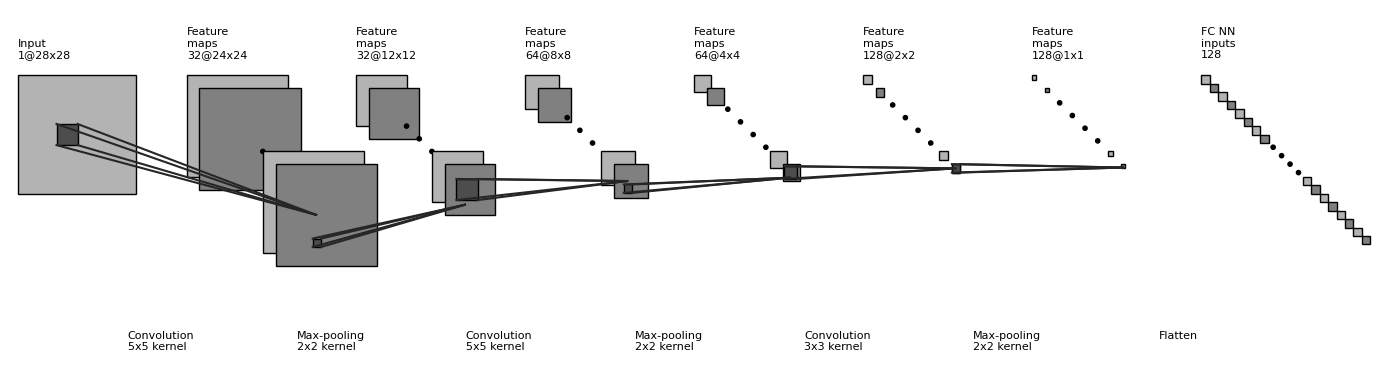 Input
1@28x28
Feature
maps
32@24x24
Feature
maps
32@12x12
Feature
maps
64@8x8
Feature
maps
64@4x4
Feature
maps
128@2x2
Feature
maps
128@1x1
FC NN
inputs
128
Convolution
5x5 kernel
Max-pooling
2x2 kernel
Convolution
5x5 kernel
Max-pooling
2x2 kernel
Convolution
3x3 kernel
Max-pooling
2x2 kernel
Flatten